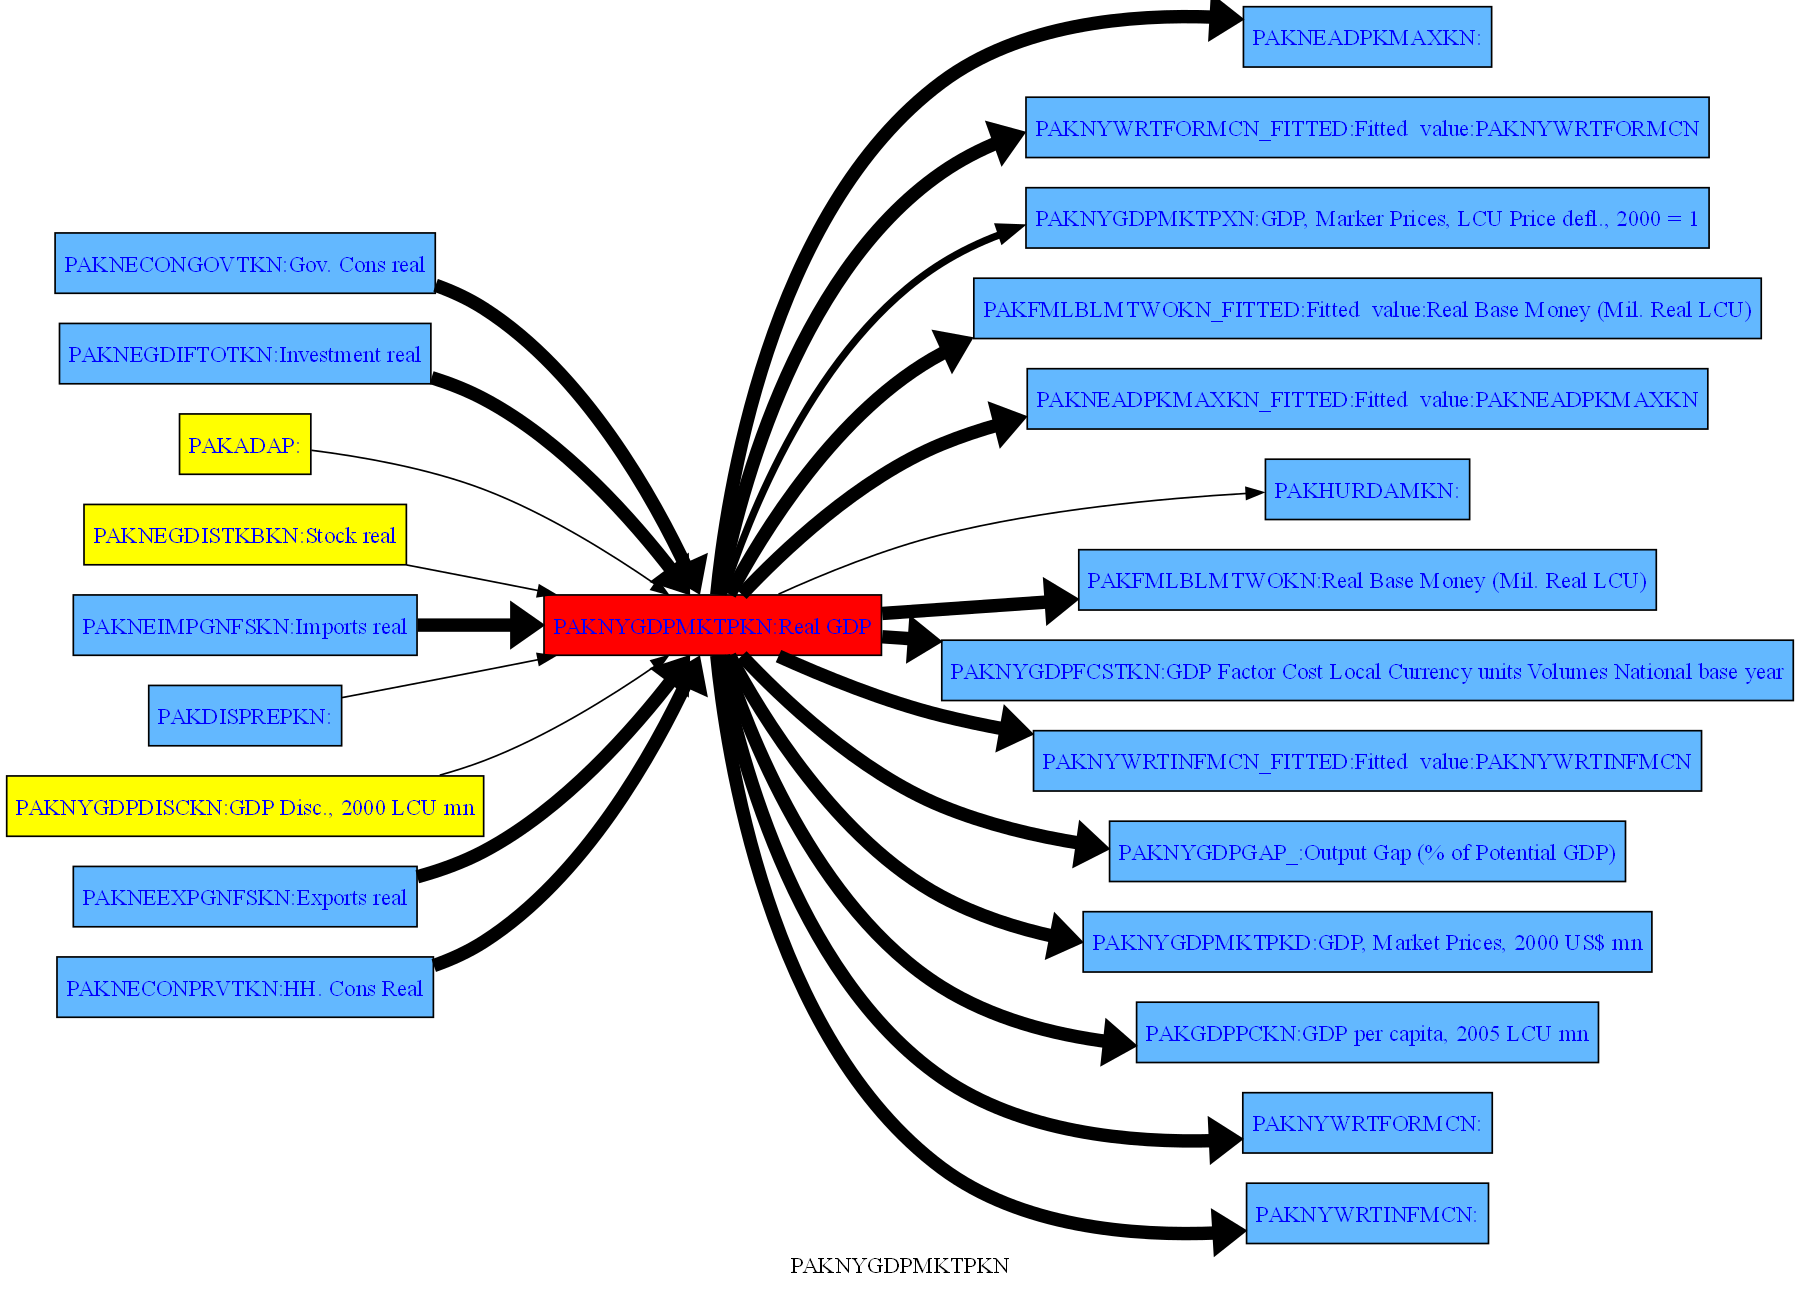 PAKNECONGOVTKN:Gov. Cons real
PAKNEGDIFTOTKN:Investment real
PAKADAP:
PAKNEGDISTKBKN:Stock real
PAKNEIMPGNFSKN:Imports real
PAKDISPREPKN:
PAKNYGDPDISCKN:GDP Disc., 2000 LCU mn
PAKNEEXPGNFSKN:Exports real
PAKNECONPRVTKN:HH. Cons Real
PAKNYGDPMKTPKN:Real GDP
PAKNEADPKMAXKN:
PAKNYWRTFORMCN_FITTED:Fitted  value:PAKNYWRTFORMCN
PAKNYGDPMKTPXN:GDP, Marker Prices, LCU Price defl., 2000 = 1
PAKFMLBLMTWOKN_FITTED:Fitted  value:Real Base Money (Mil. Real LCU)
PAKNEADPKMAXKN_FITTED:Fitted  value:PAKNEADPKMAXKN
PAKHURDAMKN:
PAKFMLBLMTWOKN:Real Base Money (Mil. Real LCU)
PAKNYGDPFCSTKN:GDP Factor Cost Local Currency units Volumes National base year
PAKNYWRTINFMCN_FITTED:Fitted  value:PAKNYWRTINFMCN
PAKNYGDPGAP_:Output Gap (% of Potential GDP)
PAKNYGDPMKTPKD:GDP, Market Prices, 2000 US$ mn
PAKGDPPCKN:GDP per capita, 2005 LCU mn
PAKNYWRTFORMCN:
PAKNYWRTINFMCN:
PAKNYGDPMKTPKN